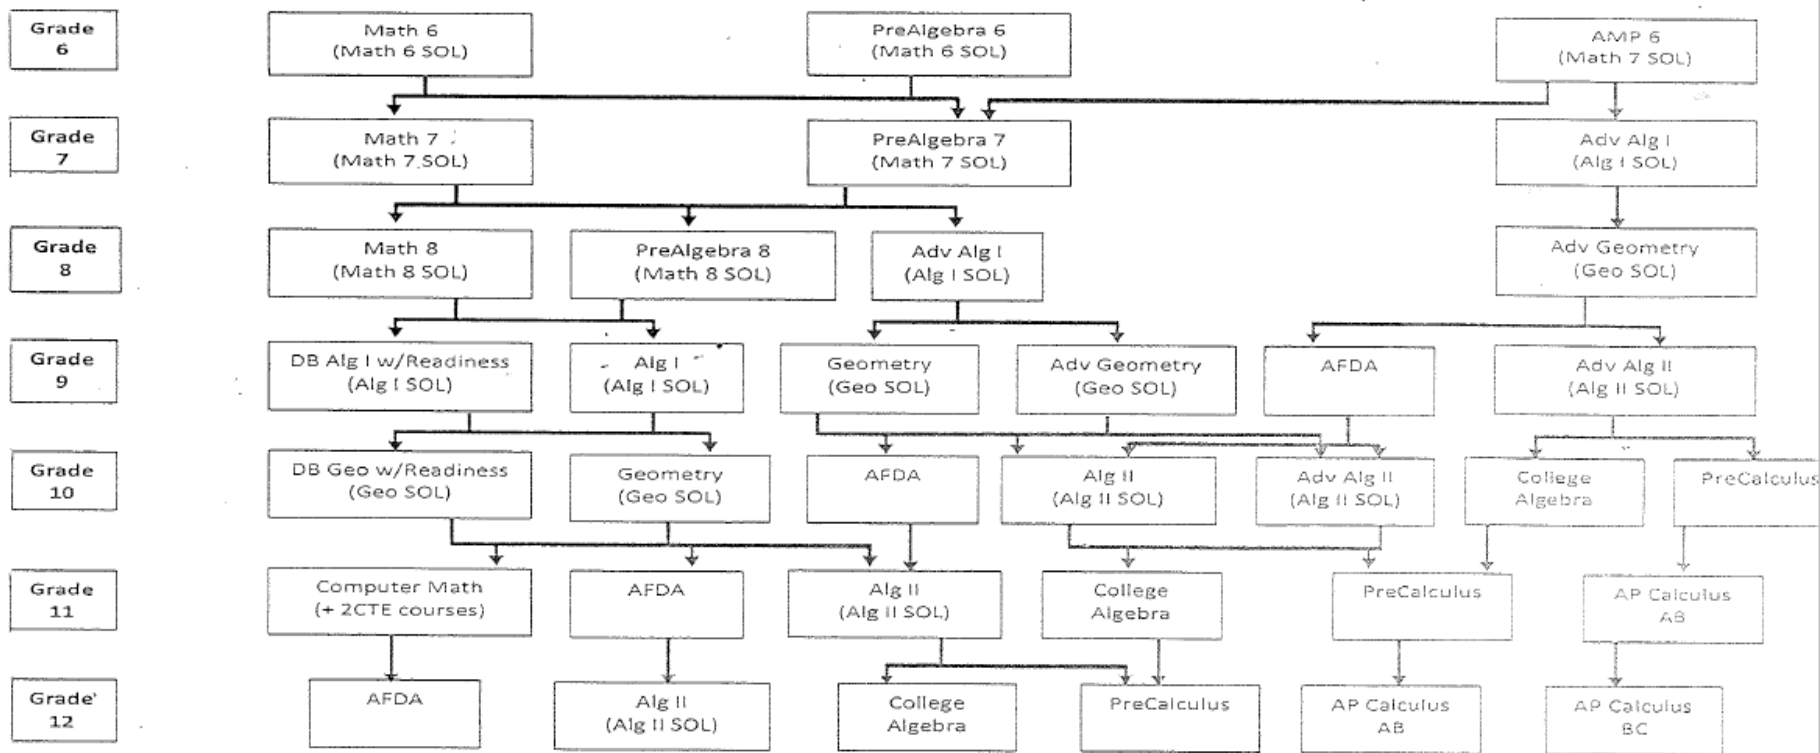 Grade
6
Math 6
(Math 6 SOL)
PreAlgebra 6
(Math 6 SOL)
AMP 6
(Math 7 SOL)
Grade
7
Math 7
(Math 7 SOL)
PreAlgebra 7
(Math 7 SOL)
Adv Alg I
(Alg I SOL)
Grade
8
Math 8
(Math 8 SOL)
PreAlgebra 8
(Math 8 SOL)
Adv Alg I
(Alg I SOL)
Adv Geometry
(Geo SOL)
Grade
9
DB Alg I w/Readiness
(Alg I SOL)
Alg I
(Alg I SOL)
Geometry
(Geo SOL)
Adv Geometry
(Geo SOL)
AFDA
Adv Alg II
(Alg II SOL)
Grade
10
DB Geo w/Readiness
(Geo SOL)
Geometry
(Geo SOL)
AFDA
Alg II
(Alg II SOL)
Adv Alg II
(Alg II SOL)
College
Algebra
PreCalculus
Grade
11
Computer Math
(+ 2CTE courses)
AFDA
Alg II
(Alg II SOL)
College
Algebra
PreCalculus
AP Calculus
AB
Grade
12
AFDA
Alg II
(Alg II SOL)
College
Algebra
PreCalculus
AP Calculus
AB
AP Calculus
BC